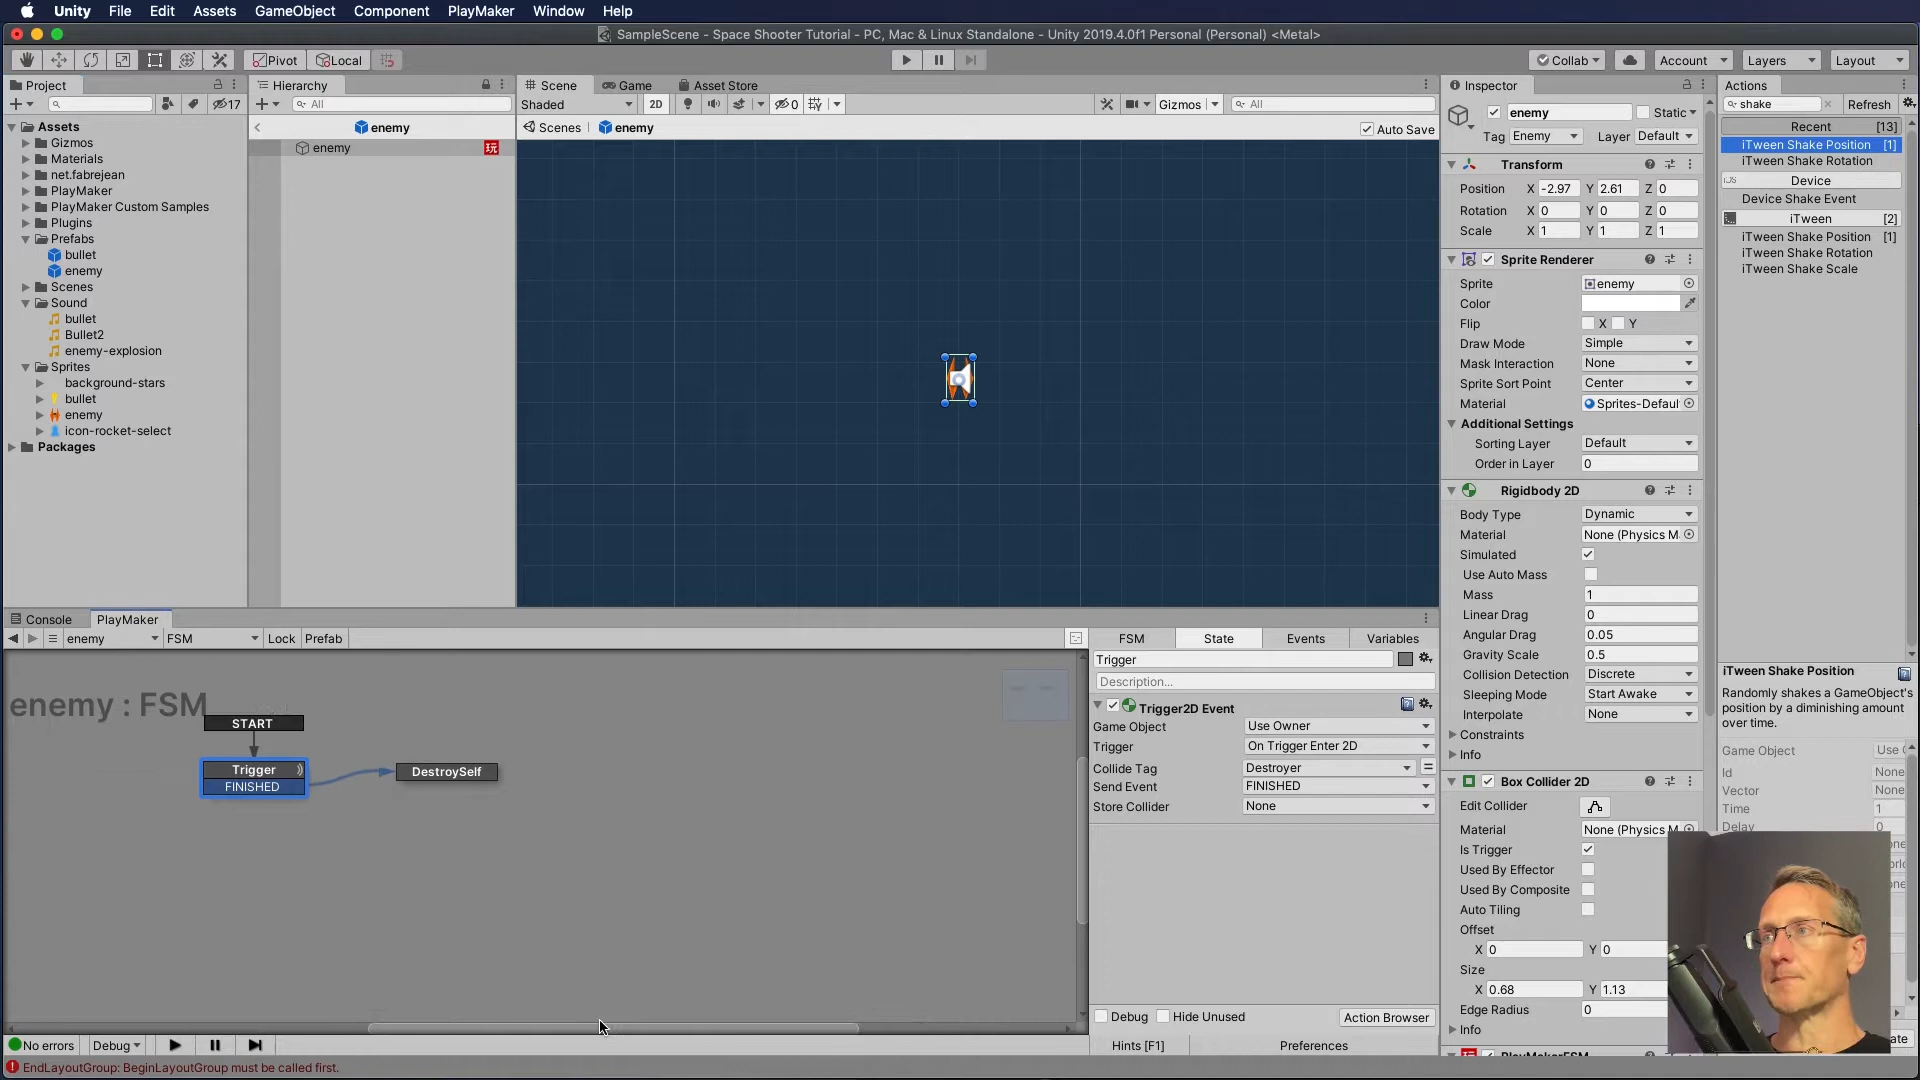 Unity File Edit Assets GameObject Component PlayMaker Window Help
SampleScene - Space Shooter Tutorial - PC, Mac & Linux Standalone - Unity 2019.4.0f1 Personal (Personal) <Metal>
Pivot Local Collab Account Layers Layout
Project
17
Assets
Gizmos
Materials
net.fabrejean
PlayMaker
PlayMaker Custom Samples
Plugins
Prefabs
bullet
enemy
Scenes
Sound
bullet
Bullet2
enemy-explosion
Sprites
background-stars
bullet
enemy
icon-rocket-select
Packages
Hierarchy
All
enemy
enemy
玩
Scene Game Asset Store
Shaded 2D 0 Gizmos All
Scenes enemy Auto Save
Inspector
enemy Static
Tag Enemy Layer Default
Transform
Position X -2.97 Y 2.61 Z 0
Rotation X 0 Y 0 Z 0
Scale X 1 Y 1 Z 1
Sprite Renderer
Sprite enemy
Color
Flip X Y
Draw Mode Simple
Mask Interaction None
Sprite Sort Point Center
Material Sprites-Defaul
Additional Settings
Sorting Layer Default
Order in Layer 0
Rigidbody 2D
Body Type Dynamic
Material None (Physics M
Simulated
Use Auto Mass
Mass 1
Linear Drag 0
Angular Drag 0.05
Gravity Scale 0.5
Collision Detection Discrete
Sleeping Mode Start Awake
Interpolate None
Constraints
Info
Box Collider 2D
Edit Collider
Material None (Physics M
Is Trigger
Used By Effector
Used By Composite
Auto Tiling
Offset
X 0 Y 0
Size
X 0.68 Y 1.13
Edge Radius 0
Info
PlayMakerFSM
Actions
shake Refresh
Recent [13]
iTween Shake Position [1]
iTween Shake Rotation
iOS Device
Device Shake Event
iTween [2]
iTween Shake Position [1]
iTween Shake Rotation
iTween Shake Scale
iTween Shake Position
Randomly shakes a GameObject's
position by a diminishing amount
over time.
Game Object Use
Id None
Vector None
Time 1
Delay 0
Console PlayMaker
enemy FSM Lock Prefab
enemy : FSM
START
Trigger
FINISHED
DestroySelf
FSM State Events Variables
Trigger
Description...
Trigger2D Event
Game Object Use Owner
Trigger On Trigger Enter 2D
Collide Tag Destroyer
Send Event FINISHED
Store Collider None
Debug Hide Unused Action Browser
Hints [F1] Preferences
No errors Debug
EndLayoutGroup: BeginLayoutGroup must be called first.